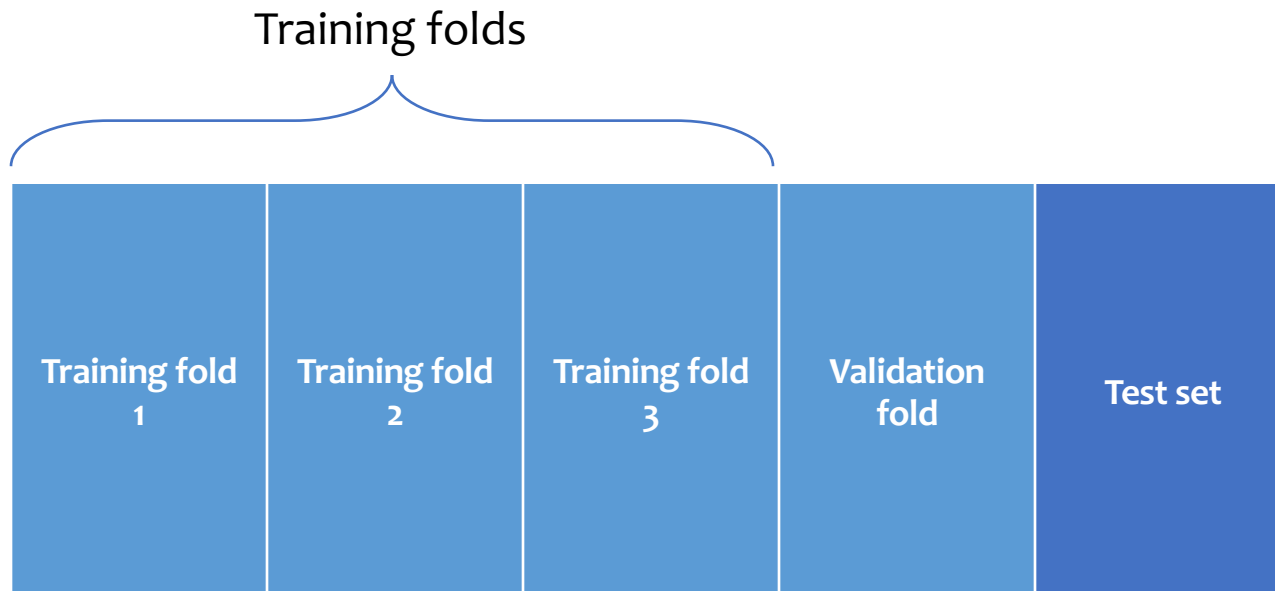 Training folds
Training fold
1
Training fold
2
Training fold
3
Validation
fold
Test set